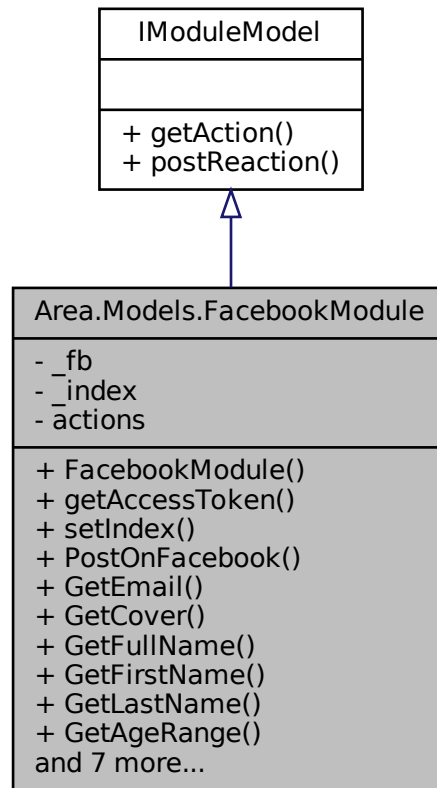 IModuleModel
+ getAction()
+ postReaction()
Area.Models.FacebookModule
- _fb
- _index
- actions
+ FacebookModule()
+ getAccessToken()
+ setIndex()
+ PostOnFacebook()
+ GetEmail()
+ GetCover()
+ GetFullName()
+ GetFirstName()
+ GetLastName()
+ GetAgeRange()
and 7 more...